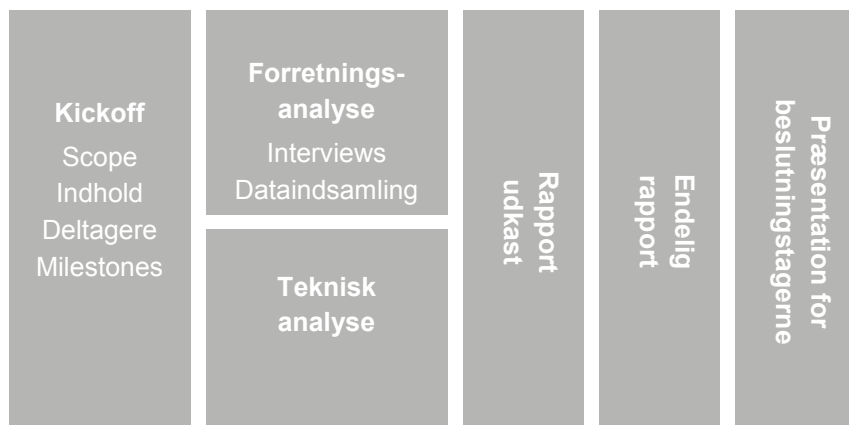 Kickoff
Scope
Indhold
Deltagere
Milestones
Forretnings-
analyse
Interviews
Dataindsamling
Teknisk
analyse
Rapport
udkast
Endelig
rapport
Præsentation for
beslutningstagerne